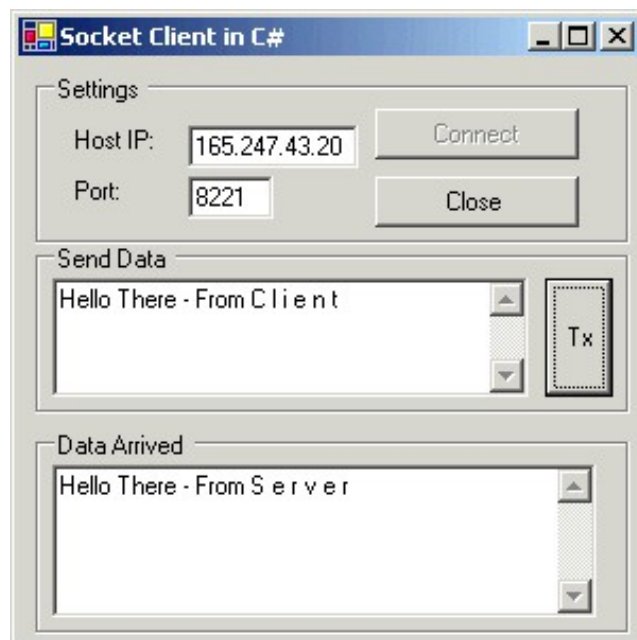 Socket Client in C#
Settings
Host IP: 165.247.43.20 Connect
Port: 8221 Close
Send Data
Hello There - From C l i e n t
Tx
Data Arrived
Hello There - From S e r v e r